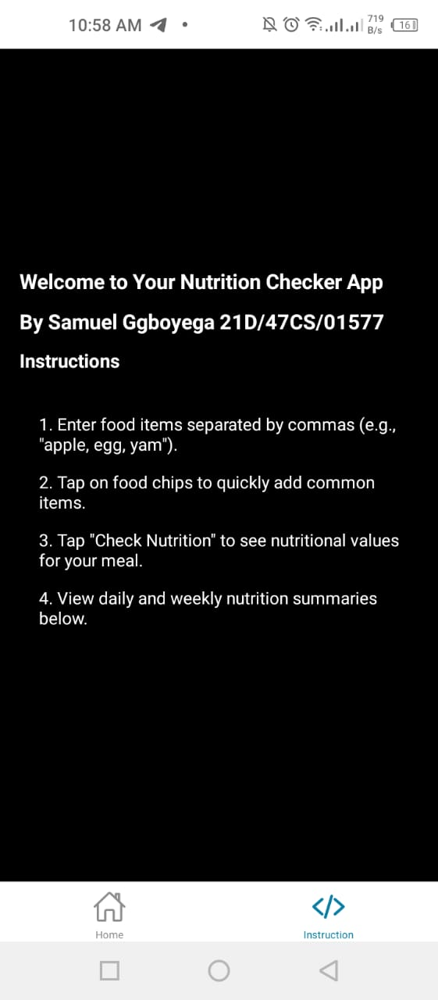 10:58 AM
719
B/s
16
Welcome to Your Nutrition Checker App
By Samuel Ggboyega 21D/47CS/01577
Instructions
1. Enter food items separated by commas (e.g.,
"apple, egg, yam").
2. Tap on food chips to quickly add common
items.
3. Tap "Check Nutrition" to see nutritional values
for your meal.
4. View daily and weekly nutrition summaries
below.
Home
Instruction